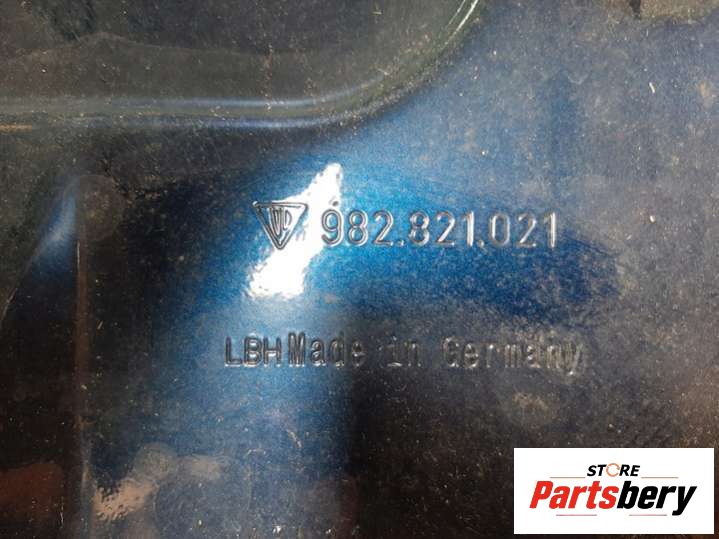 982.821.021
LBH Made in Germany
STORE
Partsbery